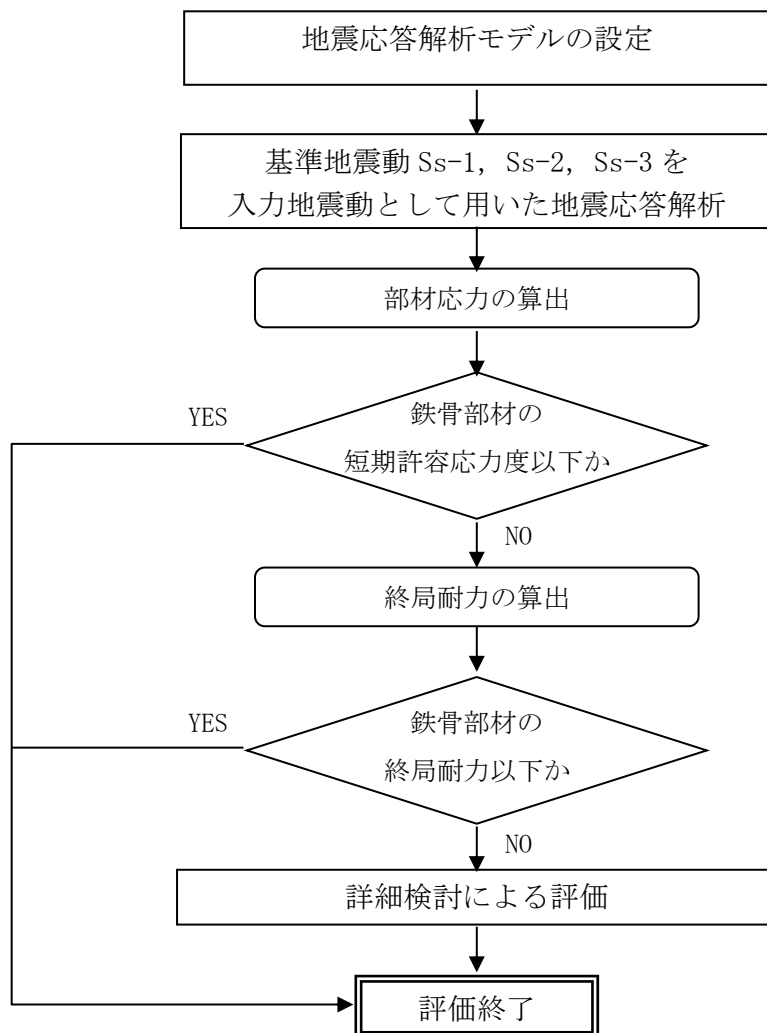 地震応答解析モデルの設定
基準地震動 Ss-1, Ss-2, Ss-3 を
入力地震動として用いた地震応答解析
部材応力の算出
鉄骨部材の
短期許容応力度以下か
YES
NO
終局耐力の算出
鉄骨部材の
終局耐力以下か
YES
NO
詳細検討による評価
評価終了